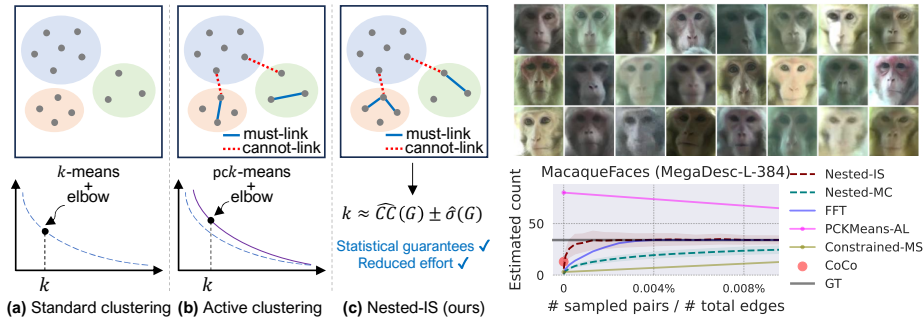 must-link
cannot-link
must-link
cannot-link
k-means
+
elbow
k
pck-means
+
elbow
k
k ≈ \widehat{CC}(G) ± σ̂(G)
Statistical guarantees ✓
Reduced effort ✓
(a) Standard clustering
(b) Active clustering
(c) Nested-IS (ours)
MacaqueFaces (MegaDesc-L-384)
Estimated count
50
0
0
0.004%
0.008%
# sampled pairs / # total edges
Nested-IS
Nested-MC
FFT
PCKMeans-AL
Constrained-MS
CoCo
GT